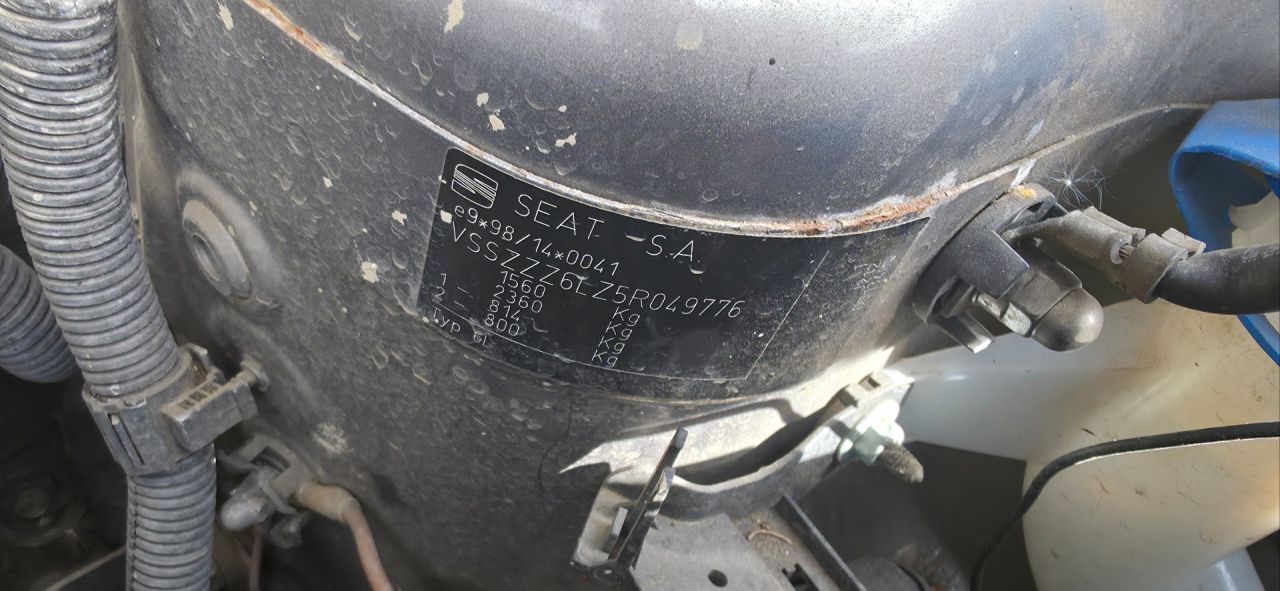 SEAT S.A.
e9*98/14*0041
VSSZZZ6LZ5R049776
1560 Kg
2360 Kg
1 - 814 Kg
2 - 800 Kg
Typ 6L